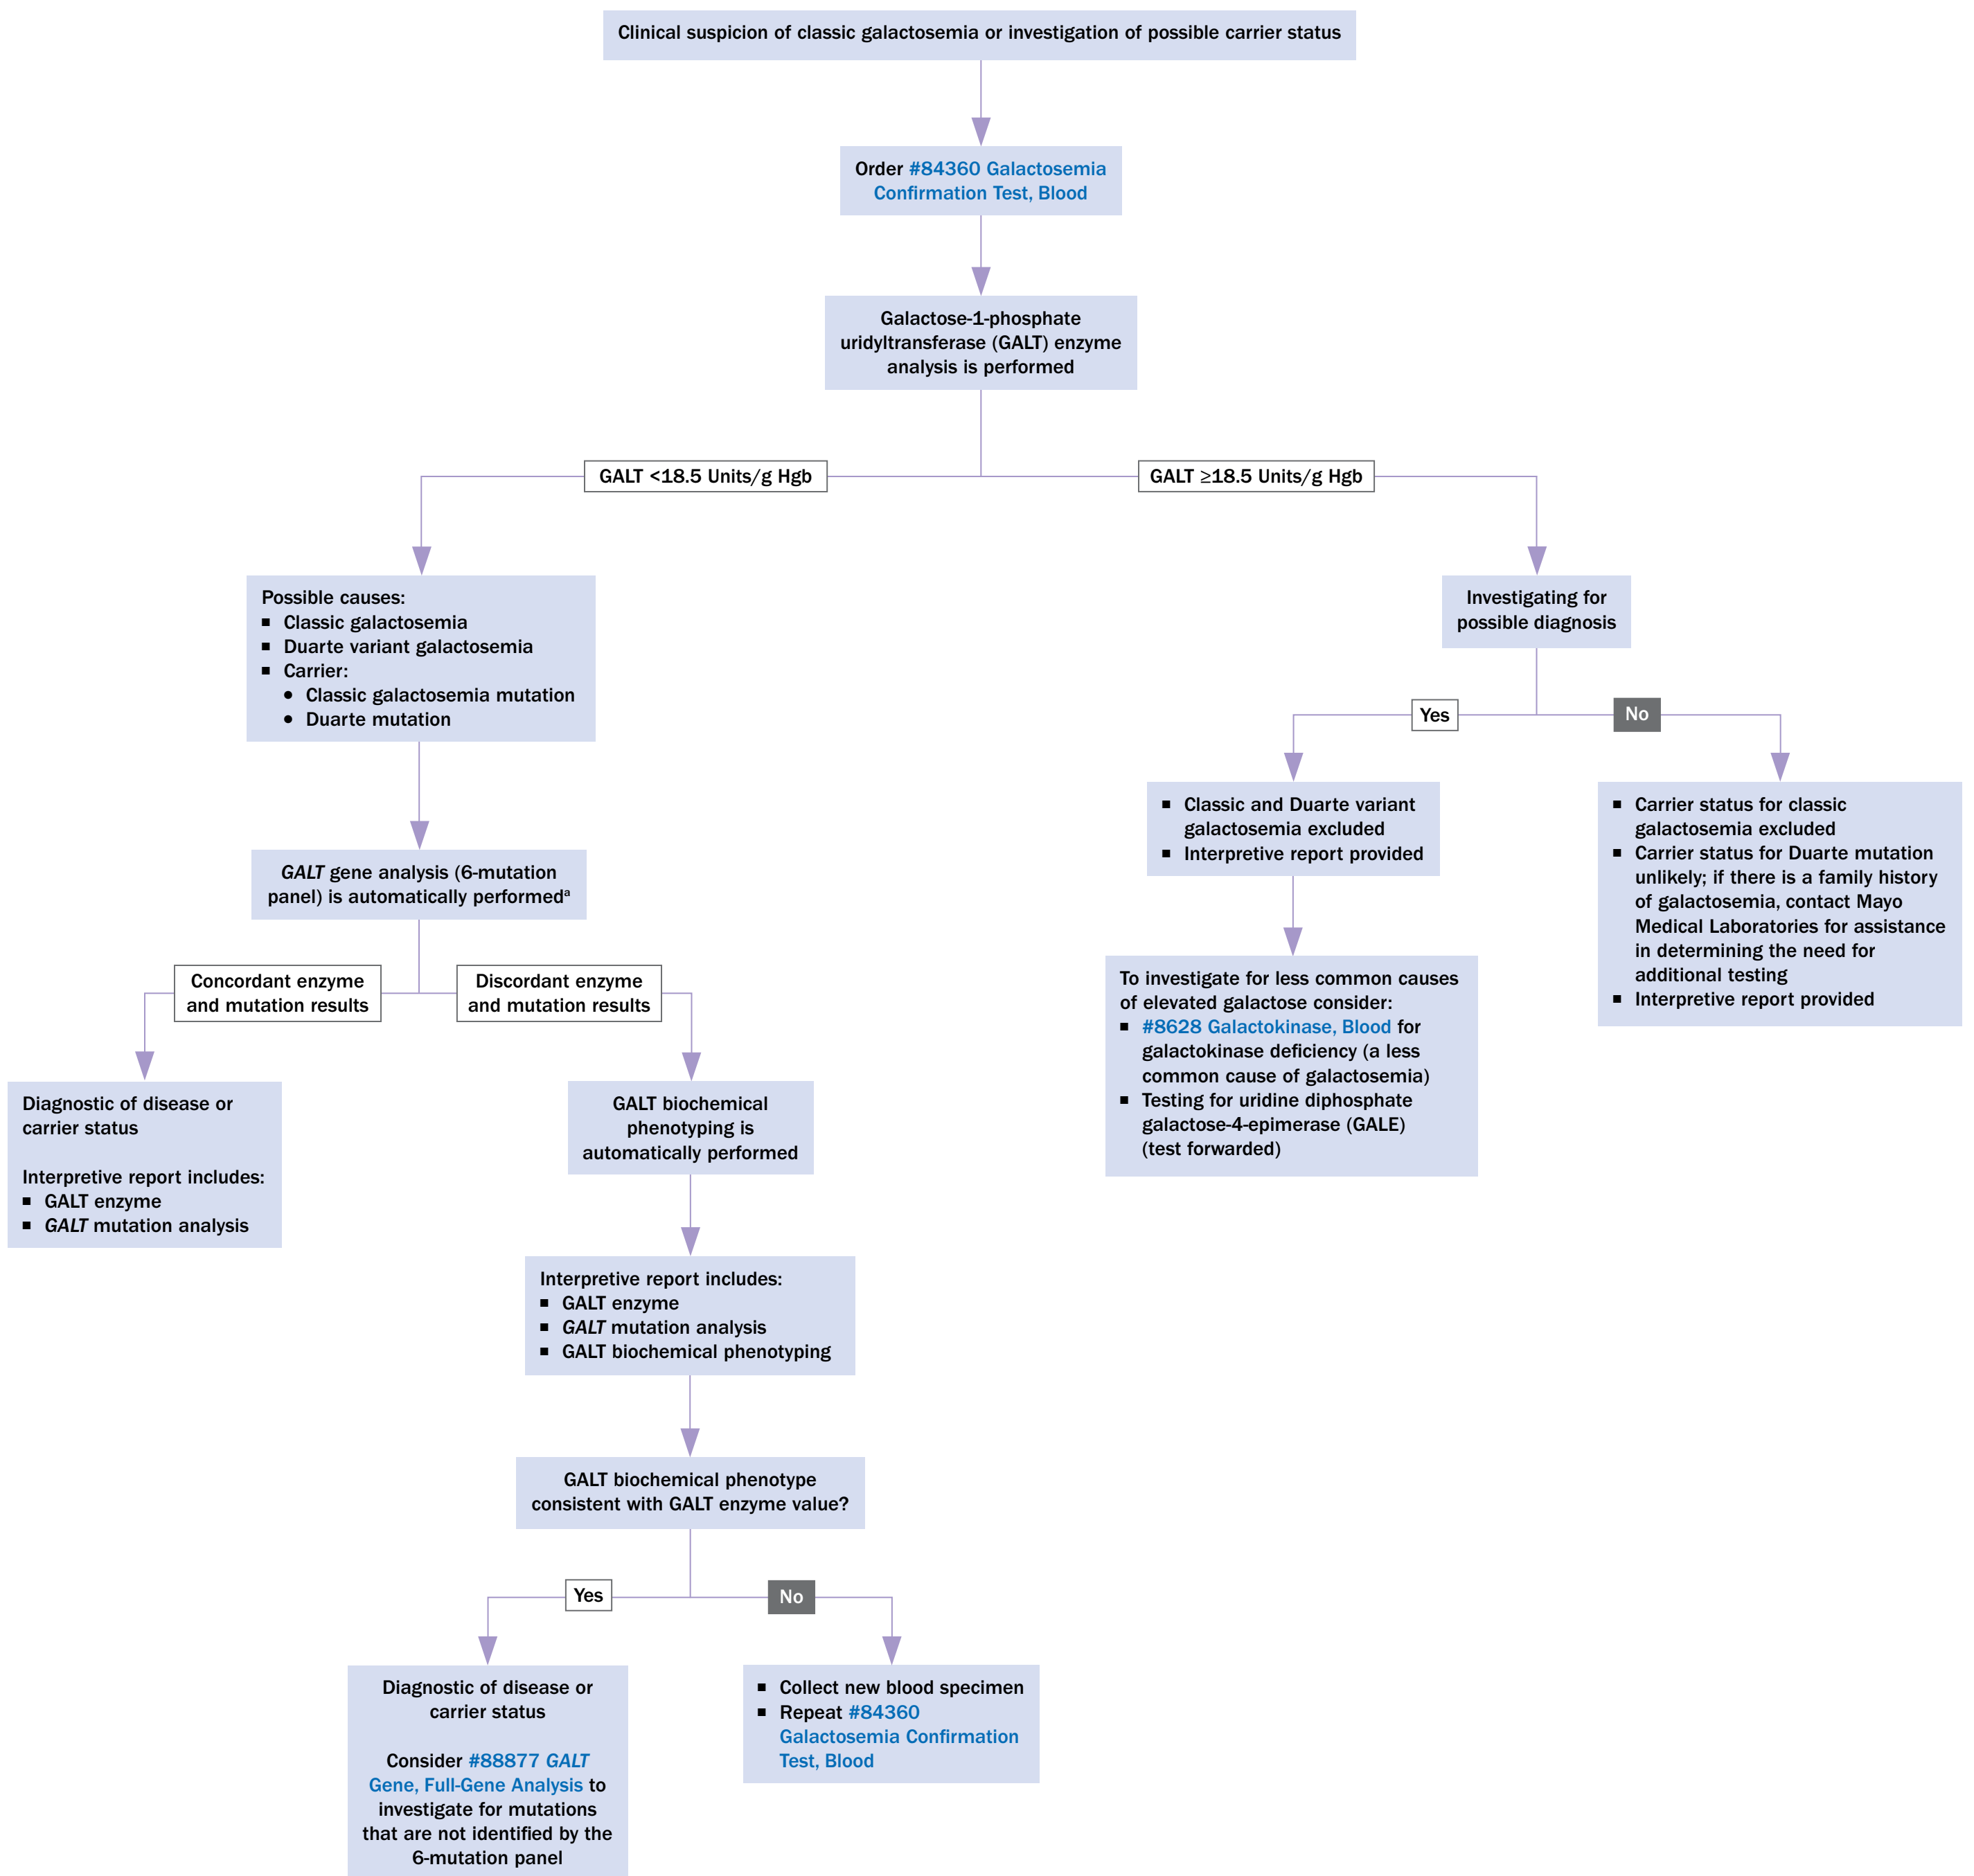 Clinical suspicion of classic galactosemia or investigation of possible carrier status
Order #84360 Galactosemia
Confirmation Test, Blood
Galactose-1-phosphate
uridyltransferase (GALT) enzyme
analysis is performed
GALT <18.5 Units/g Hgb
GALT ≥18.5 Units/g Hgb
Possible causes:
■ Classic galactosemia
■ Duarte variant galactosemia
■ Carrier:
● Classic galactosemia mutation
● Duarte mutation
Investigating for
possible diagnosis
Yes
No
■ Classic and Duarte variant
galactosemia excluded
■ Interpretive report provided
■ Carrier status for classic
galactosemia excluded
■ Carrier status for Duarte mutation
unlikely; if there is a family history
of galactosemia, contact Mayo
Medical Laboratories for assistance
in determining the need for
additional testing
■ Interpretive report provided
GALT gene analysis (6-mutation
panel) is automatically performedᵃ
Concordant enzyme
and mutation results
Discordant enzyme
and mutation results
To investigate for less common causes
of elevated galactose consider:
■ #8628 Galactokinase, Blood for
galactokinase deficiency (a less
common cause of galactosemia)
■ Testing for uridine diphosphate
galactose-4-epimerase (GALE)
(test forwarded)
Diagnostic of disease or
carrier status
Interpretive report includes:
■ GALT enzyme
■ GALT mutation analysis
GALT biochemical
phenotyping is
automatically performed
Interpretive report includes:
■ GALT enzyme
■ GALT mutation analysis
■ GALT biochemical phenotyping
GALT biochemical phenotype
consistent with GALT enzyme value?
Yes
No
Diagnostic of disease or
carrier status
Consider #88877 GALT
Gene, Full-Gene Analysis to
investigate for mutations
that are not identified by the
6-mutation panel
■ Collect new blood specimen
■ Repeat #84360
Galactosemia Confirmation
Test, Blood